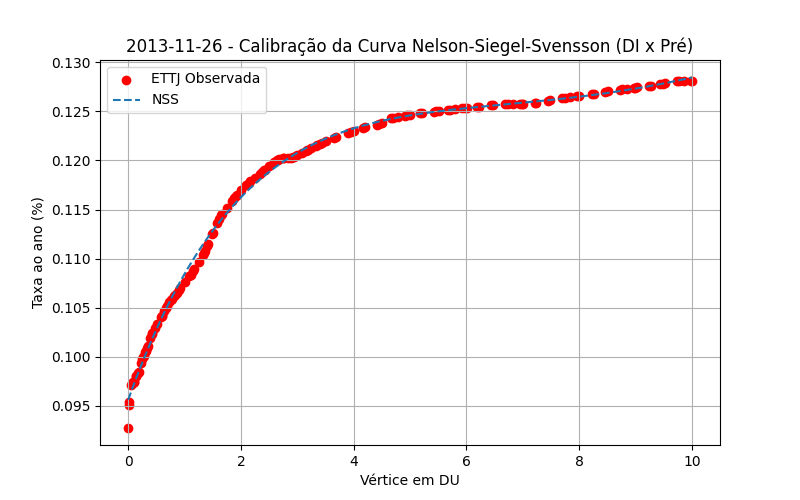 2013-11-26 - Calibração da Curva Nelson-Siegel-Svensson (DI x Pré)
ETTJ Observada
NSS
Taxa ao ano (%)
0.130
0.125
0.120
0.115
0.110
0.105
0.100
0.095
0 2 4 6 8 10
Vértice em DU